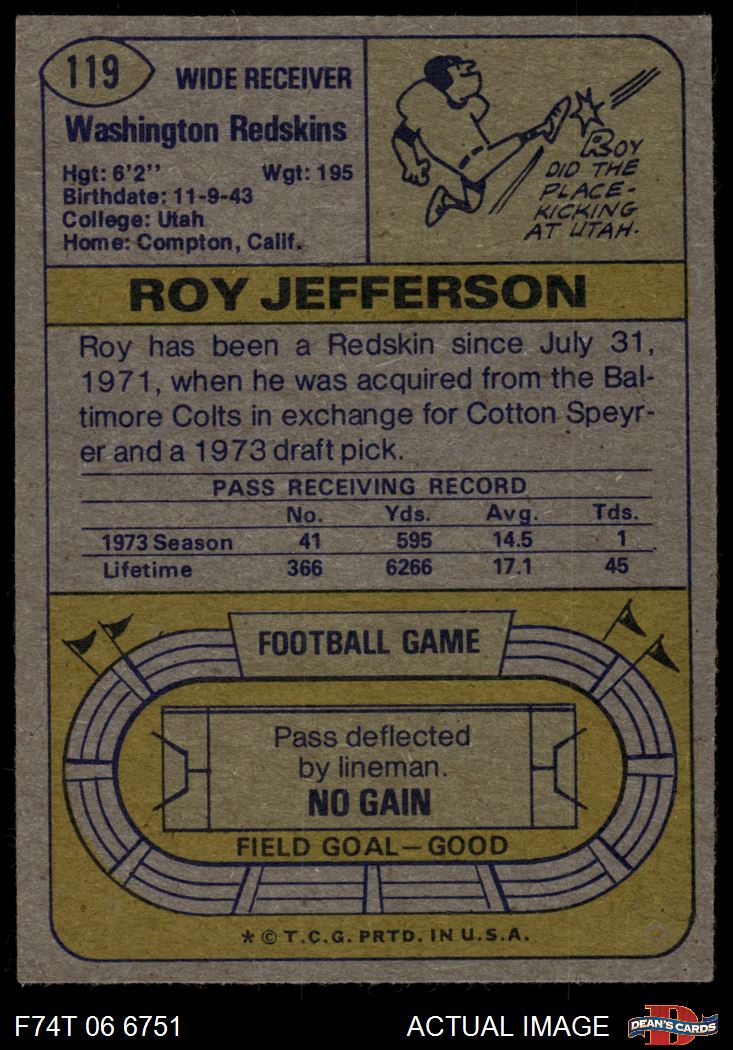 119
WIDE RECEIVER
Washington Redskins
Hgt: 6'2'' Wgt: 195
Birthdate: 11-9-43
College: Utah
Home: Compton, Calif.
ROY
DID THE
PLACE-
KICKING
AT UTAH.
ROY JEFFERSON
Roy has been a Redskin since July 31,
1971, when he was acquired from the Bal-
timore Colts in exchange for Cotton Speyr-
er and a 1973 draft pick.
PASS RECEIVING RECORD
No. Yds. Avg. Tds.
1973 Season 41 595 14.5 1
Lifetime 366 6266 17.1 45
FOOTBALL GAME
Pass deflected
by lineman.
NO GAIN
FIELD GOAL—GOOD
* © T.C.G. PRTD. IN U.S.A.
F74T 06 6751 ACTUAL IMAGE
D
DEAN'S CARDS